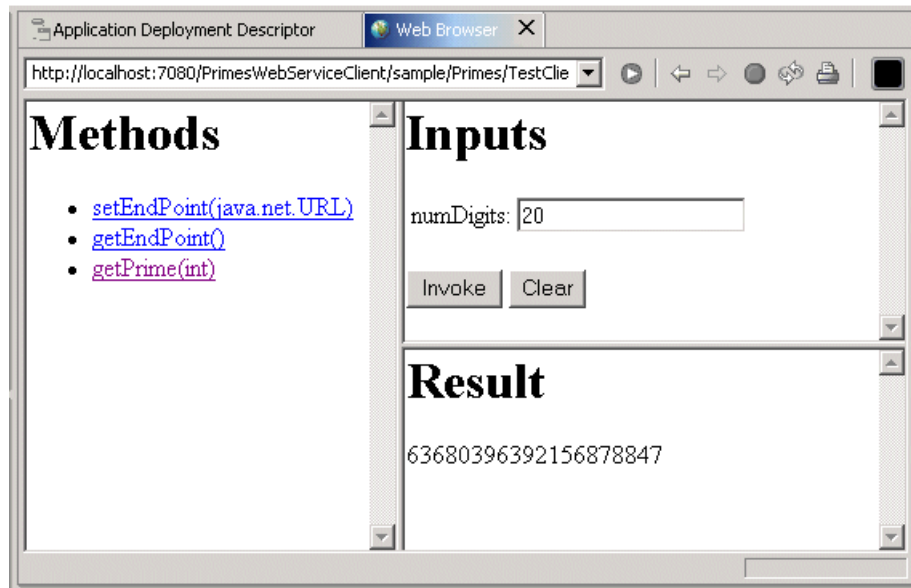 Application Deployment Descriptor
Web Browser
http://localhost:7080/PrimesWebServiceClient/sample/Primes/TestClie
Methods
setEndPoint(java.net.URL)
getEndPoint()
getPrime(int)
Inputs
numDigits: 20
Invoke Clear
Result
63680396392156878847